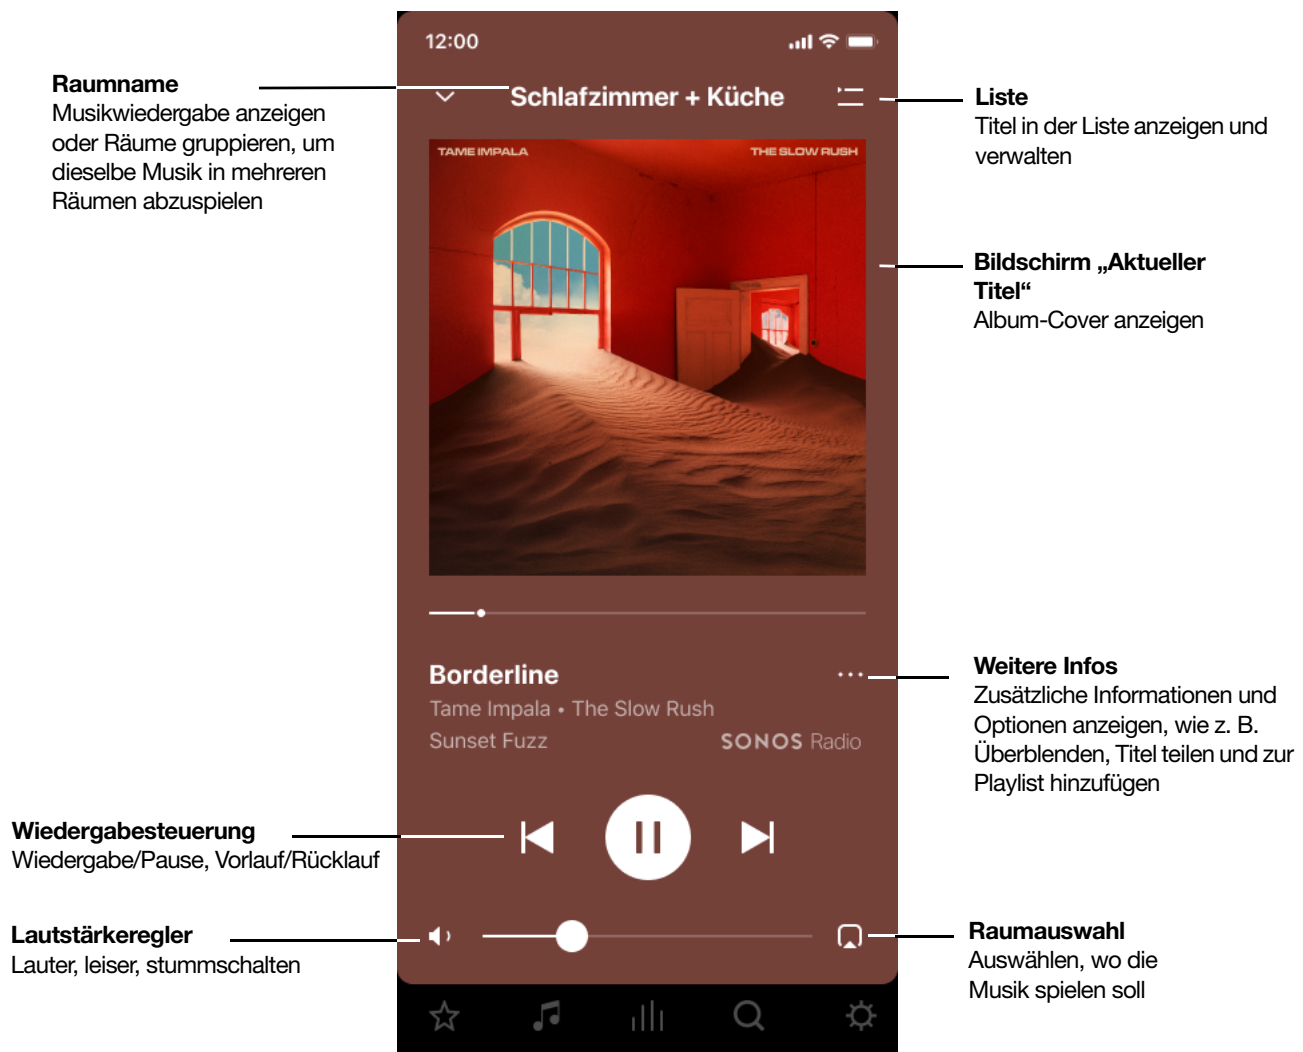 12:00
Raumname
Musikwiedergabe anzeigen
oder Räume gruppieren, um
dieselbe Musik in mehreren
Räumen abzuspielen
Schlafzimmer + Küche
Liste
Titel in der Liste anzeigen und
verwalten
TAME IMPALA
THE SLOW RUSH
Bildschirm „Aktueller
Titel“
Album-Cover anzeigen
Borderline
Tame Impala • The Slow Rush
Sunset Fuzz
SONOS Radio
Weitere Infos
Zusätzliche Informationen und
Optionen anzeigen, wie z. B.
Überblenden, Titel teilen und zur
Playlist hinzufügen
Wiedergabesteuerung
Wiedergabe/Pause, Vorlauf/Rücklauf
Lautstärkeregler
Lauter, leiser, stummschalten
Raumauswahl
Auswählen, wo die
Musik spielen soll